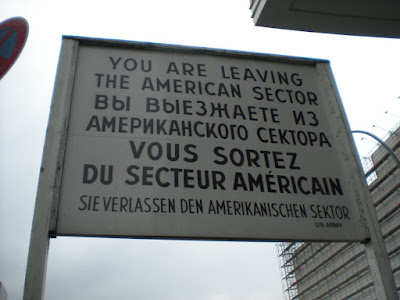 YOU ARE LEAVING
THE AMERICAN SECTOR
ВЫ ВЫЕЗЖАЕТЕ ИЗ
АМЕРИКАНСКОГО СЕКТОРА
VOUS SORTEZ
DU SECTEUR AMÉRICAIN
SIE VERLASSEN DEN AMERIKANISCHEN SEKTOR
U.S. ARMY